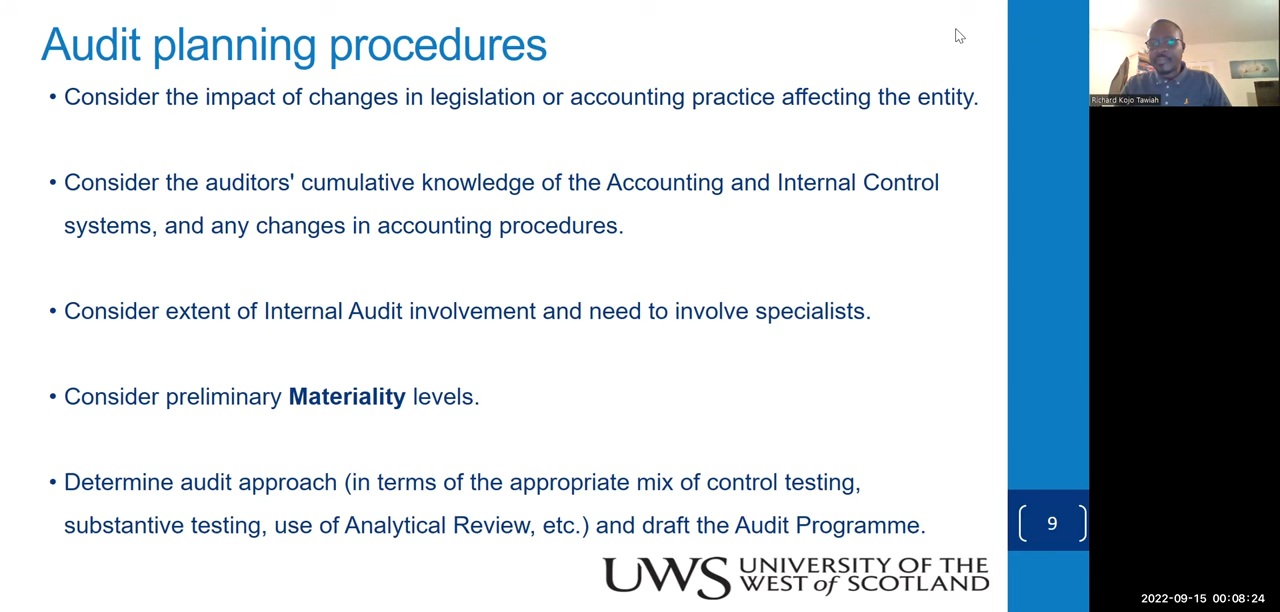 Audit planning procedures
• Consider the impact of changes in legislation or accounting practice affecting the entity.
• Consider the auditors' cumulative knowledge of the Accounting and Internal Control
systems, and any changes in accounting procedures.
• Consider extent of Internal Audit involvement and need to involve specialists.
• Consider preliminary Materiality levels.
• Determine audit approach (in terms of the appropriate mix of control testing,
substantive testing, use of Analytical Review, etc.) and draft the Audit Programme.
UWS UNIVERSITY OF THE
WEST of SCOTLAND
9
Richard Kojo Tawiah
2022-09-15 00:08:24